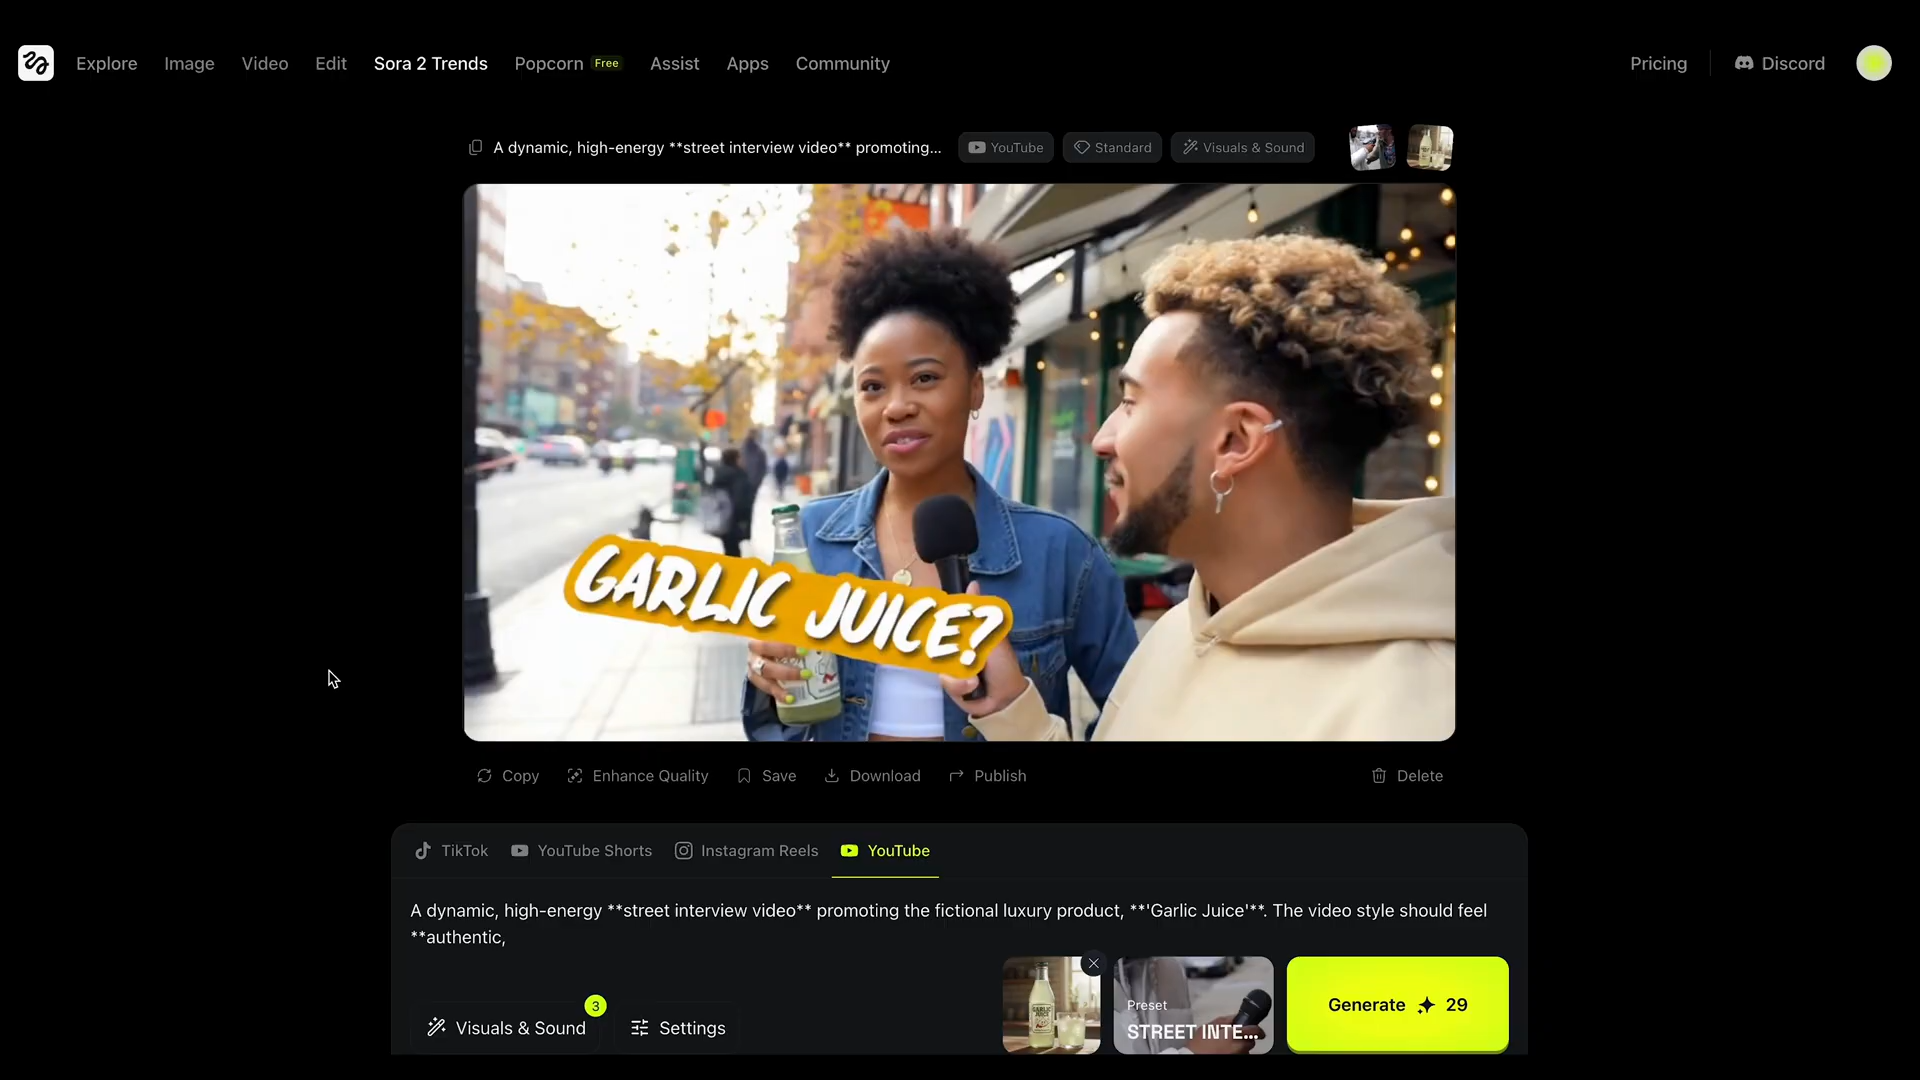 Explore Image Video Edit Sora 2 Trends Popcorn Free Assist Apps Community Pricing Discord
A dynamic, high-energy **street interview video** promoting... YouTube Standard Visuals & Sound
GARLIC JUICE?
Copy Enhance Quality Save Download Publish Delete
TikTok YouTube Shorts Instagram Reels YouTube
A dynamic, high-energy **street interview video** promoting the fictional luxury product, **'Garlic Juice'**. The video style should feel
**authentic,
GARLIC
JUICE
Preset
STREET INTE...
Generate 29
3
Visuals & Sound Settings